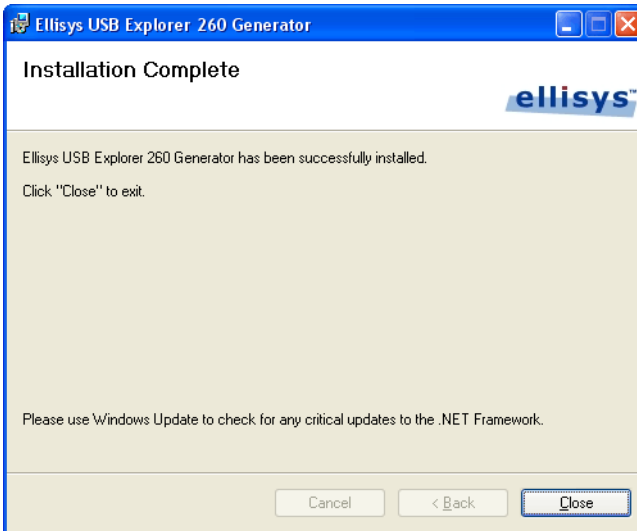 Ellisys USB Explorer 260 Generator
Installation Complete
ellisys™
Ellisys USB Explorer 260 Generator has been successfully installed.
Click "Close" to exit.
Please use Windows Update to check for any critical updates to the .NET Framework.
Cancel
< Back
Close